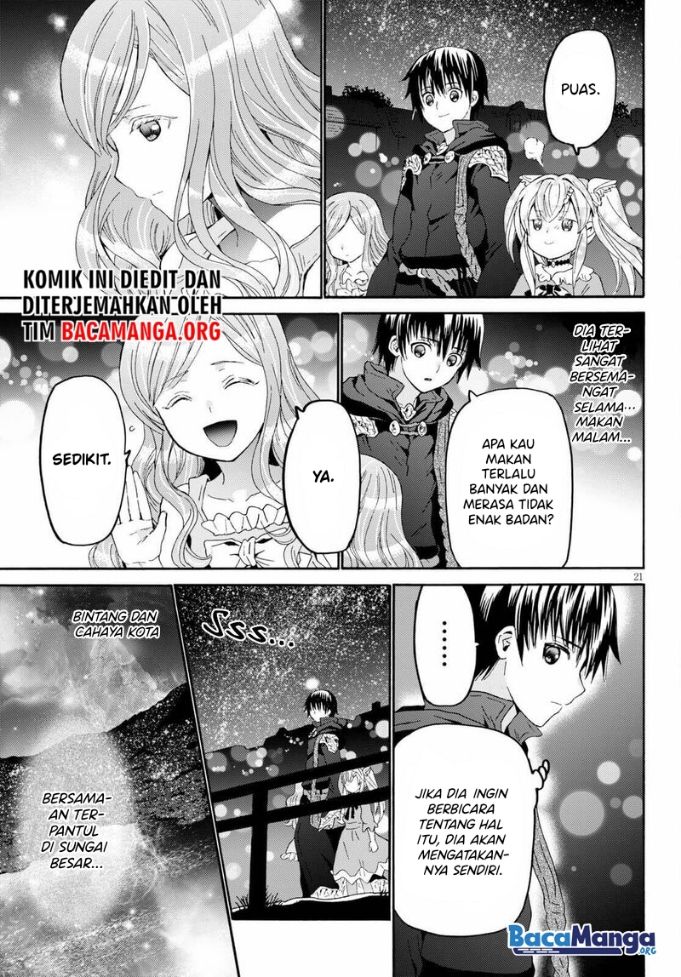 PUAS.
KOMIK INI DIEDIT DAN
DITERJEMAHKAN OLEH
TIM BACAMANGA.ORG
DIA TER-
LIHAT
SANGAT
BERSEMA-
NGAT
SELAMA...
MAKAN
MALAM...
APA KAU
MAKAN
TERLALU
BANYAK DAN
MERASA TIDAK
ENAK BADAN?
YA.
SEDIKIT.
21
......
JIKA DIA INGIN
BERBICARA
TENTANG HAL
ITU, DIA AKAN
MENGATAKAN-
NYA SENDIRI.
SSS...
BINTANG DAN
CAHAYA KOTA
BERSAMA-
AN TER-
PANTUL
DI SUNGAI
BESAR...
BacaManga
.ORG